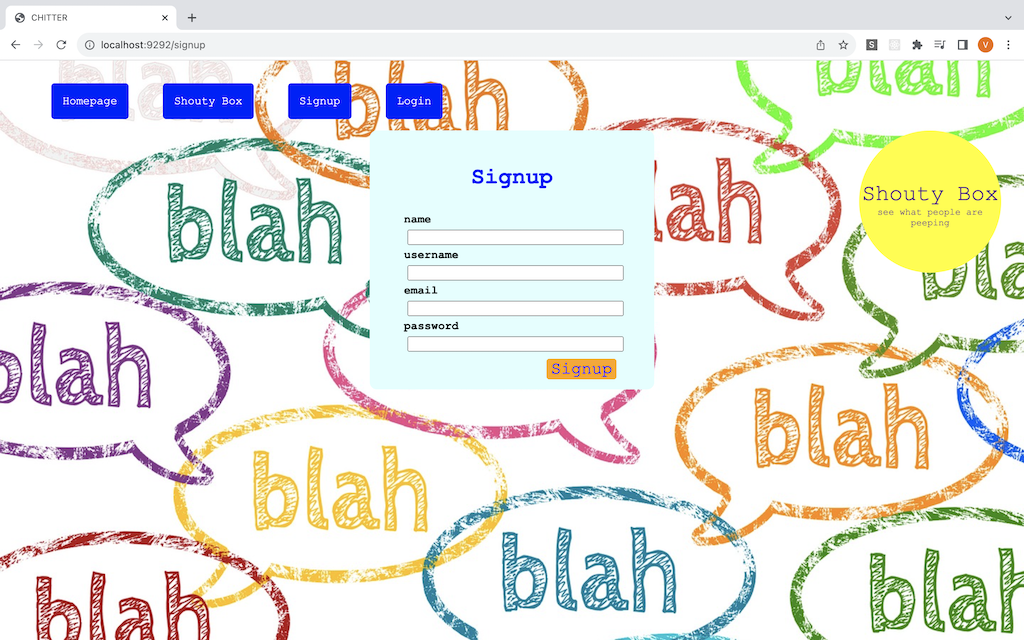 CHITTER
localhost:9292/signup
S
V
blah
blah
blah
Homepage
Shouty Box
Signup
Login
Signup
name
username
email
password
Signup
Shouty Box
see what people are
peeping
blah
blah
blah
blah
blah
blah
blah
blah
blah